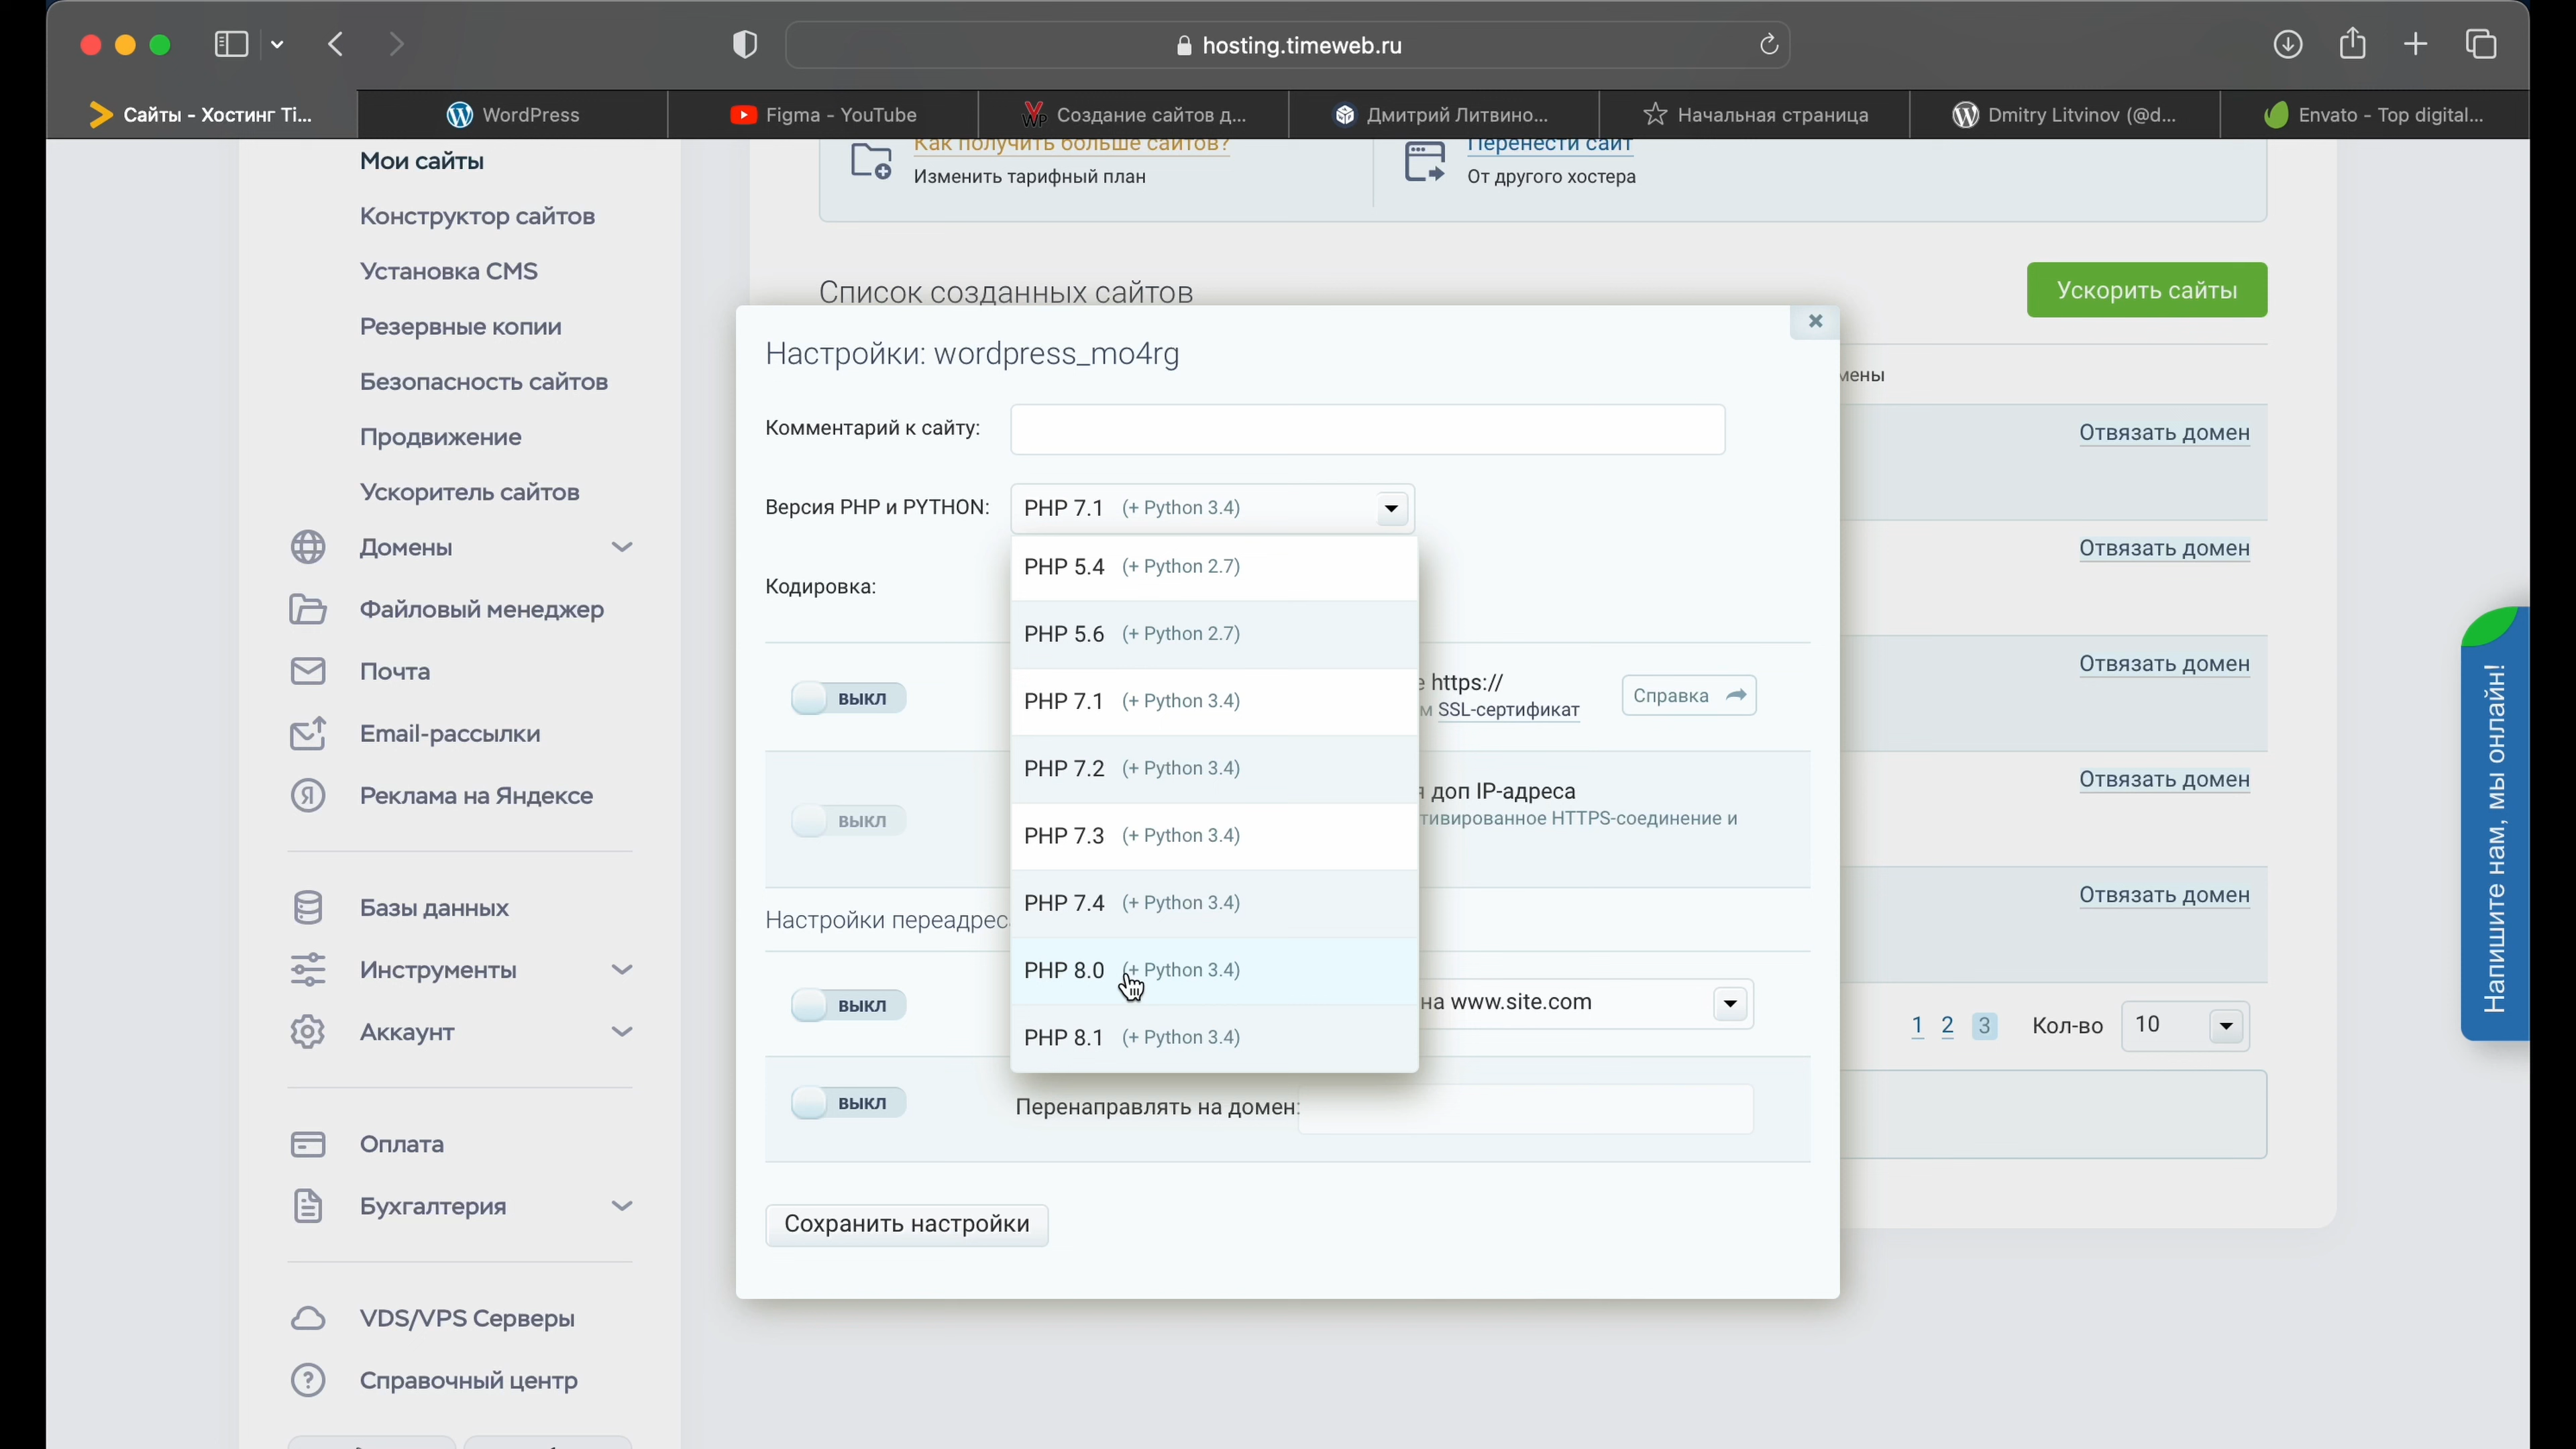 hosting.timeweb.ru
Сайты - Хостинг Ti...
WordPress
Figma - YouTube
Создание сайтов д...
Дмитрий Литвино...
Начальная страница
Dmitry Litvinov (@d...
Envato - Top digital...
Мои сайты
Конструктор сайтов
Установка CMS
Резервные копии
Безопасность сайтов
Продвижение
Ускоритель сайтов
Домены
Файловый менеджер
Почта
Email-рассылки
Реклама на Яндексе
Базы данных
Инструменты
Аккаунт
Оплата
Бухгалтерия
VDS/VPS Серверы
Справочный центр
Как получить больше сайтов?
Изменить тарифный план
Перенести сайт
От другого хостера
Список созданных сайтов
Ускорить сайты
мены
Отвязать домен
Отвязать домен
Отвязать домен
Отвязать домен
Отвязать домен
1 2 3 Кол-во 10
Настройки: wordpress_mo4rg
Комментарий к сайту:
Версия PHP и PYTHON: PHP 7.1 (+ Python 3.4)
PHP 5.4 (+ Python 2.7)
Кодировка:
PHP 5.6 (+ Python 2.7)
PHP 7.1 (+ Python 3.4)
PHP 7.2 (+ Python 3.4)
PHP 7.3 (+ Python 3.4)
PHP 7.4 (+ Python 3.4)
PHP 8.0 (+ Python 3.4)
PHP 8.1 (+ Python 3.4)
ВЫКЛ
е https://
м SSL-сертификат
Справка
ВЫКЛ
я доп IP-адреса
тивированное HTTPS-соединение и
Настройки переадрес
ВЫКЛ
на www.site.com
ВЫКЛ
Перенаправлять на домен:
Сохранить настройки
Напишите нам, мы онлайн!